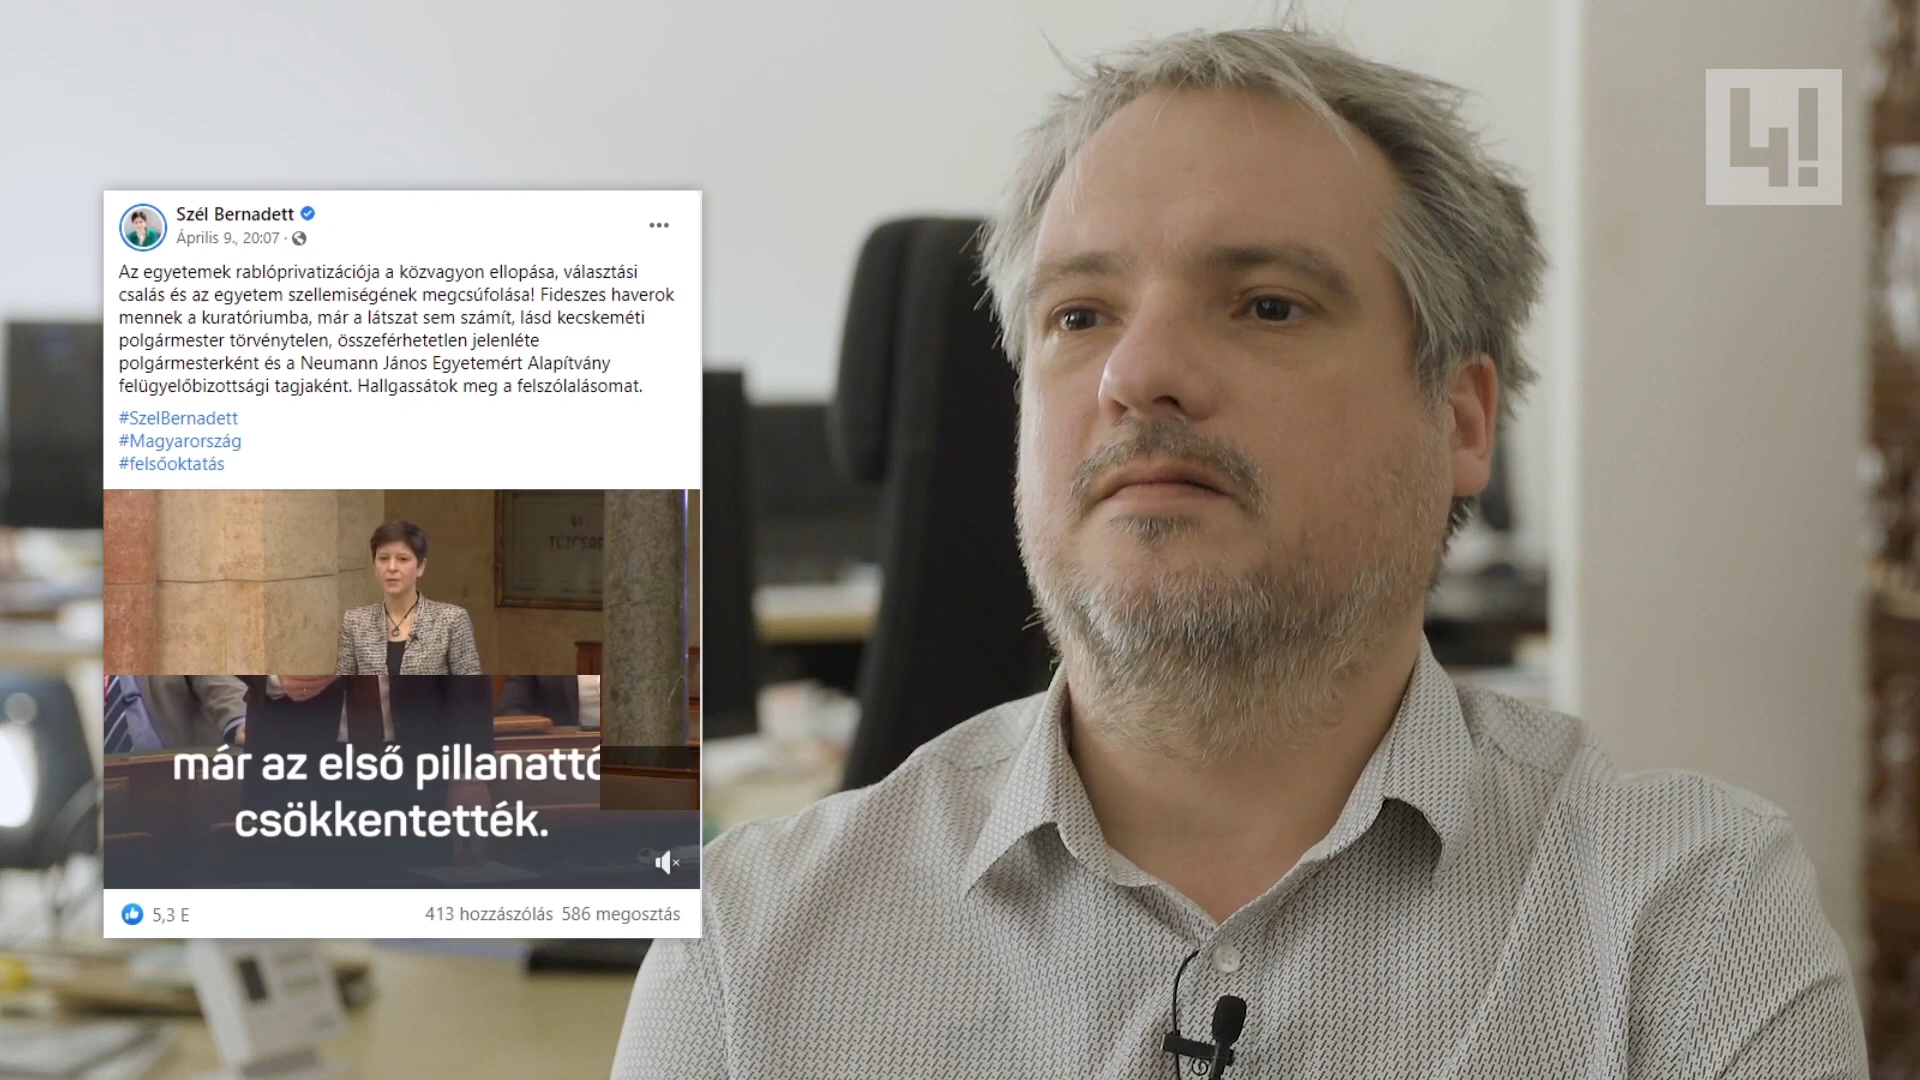 4!
Szél Bernadett
Április 9., 20:07 ·
Az egyetemek rablóprivatizációja a közvagyon ellopása, választási
csalás és az egyetem szellemiségének megcsúfolása! Fideszes haverok
mennek a kuratóriumba, már a látszat sem számít, lásd kecskeméti
polgármester törvénytelen, összeférhetetlen jelenléte
polgármesterként és a Neumann János Egyetemért Alapítvány
felügyelőbizottsági tagjaként. Hallgassátok meg a felszólalásomat.
#SzelBernadett
#Magyarország
#felsőoktatás
már az első pillanattó
csökkentették.
5,3 E
413 hozzászólás 586 megosztás